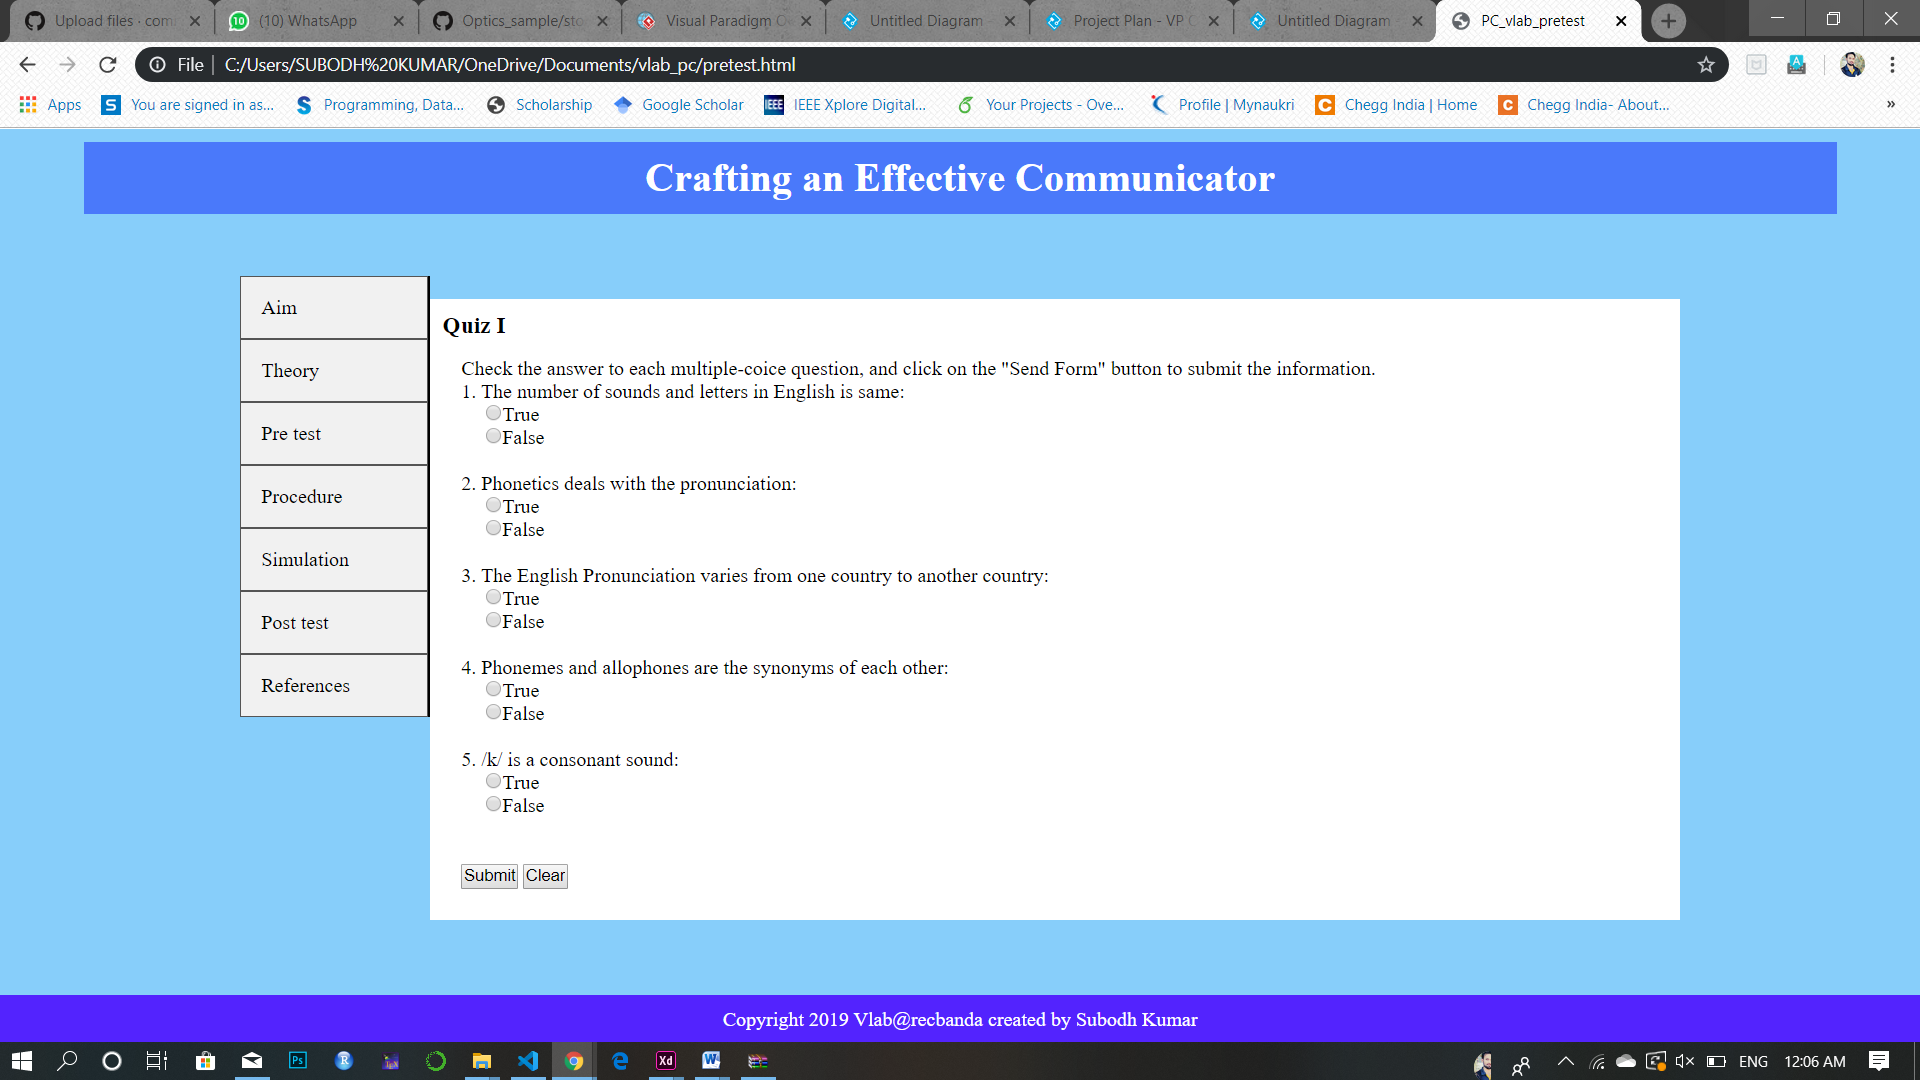 Upload files · com
(10) WhatsApp
Optics_sample/sto
Visual Paradigm O
Untitled Diagram
Project Plan - VP C
Untitled Diagram
PC_vlab_pretest
File
C:/Users/SUBODH%20KUMAR/OneDrive/Documents/vlab_pc/pretest.html
Apps
You are signed in as...
Programming, Data...
Scholarship
Google Scholar
IEEE
IEEE Xplore Digital...
Your Projects - Ove...
Profile | Mynaukri
Chegg India | Home
Chegg India- About...
»
Crafting an Effective Communicator
Aim
Theory
Pre test
Procedure
Simulation
Post test
References
Quiz I
Check the answer to each multiple-coice question, and click on the "Send Form" button to submit the information.
1. The number of sounds and letters in English is same:
True
False
2. Phonetics deals with the pronunciation:
True
False
3. The English Pronunciation varies from one country to another country:
True
False
4. Phonemes and allophones are the synonyms of each other:
True
False
5. /k/ is a consonant sound:
True
False
Submit Clear
Copyright 2019 Vlab@recbanda created by Subodh Kumar
Ps
R
Xd
W
ENG
12:06 AM